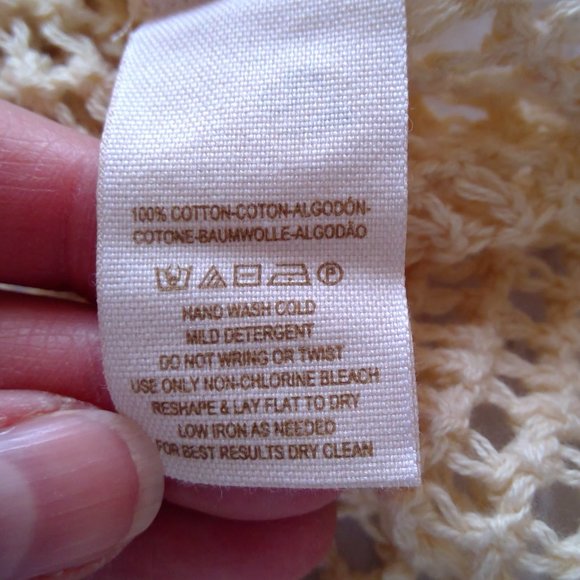 100% COTTON-COTON-ALGODÓN-
COTONE-BAUMWOLLE-ALGODÃO
HAND WASH COLD
MILD DETERGENT
DO NOT WRING OR TWIST
USE ONLY NON-CHLORINE BLEACH
RESHAPE & LAY FLAT TO DRY
LOW IRON AS NEEDED
FOR BEST RESULTS DRY CLEAN